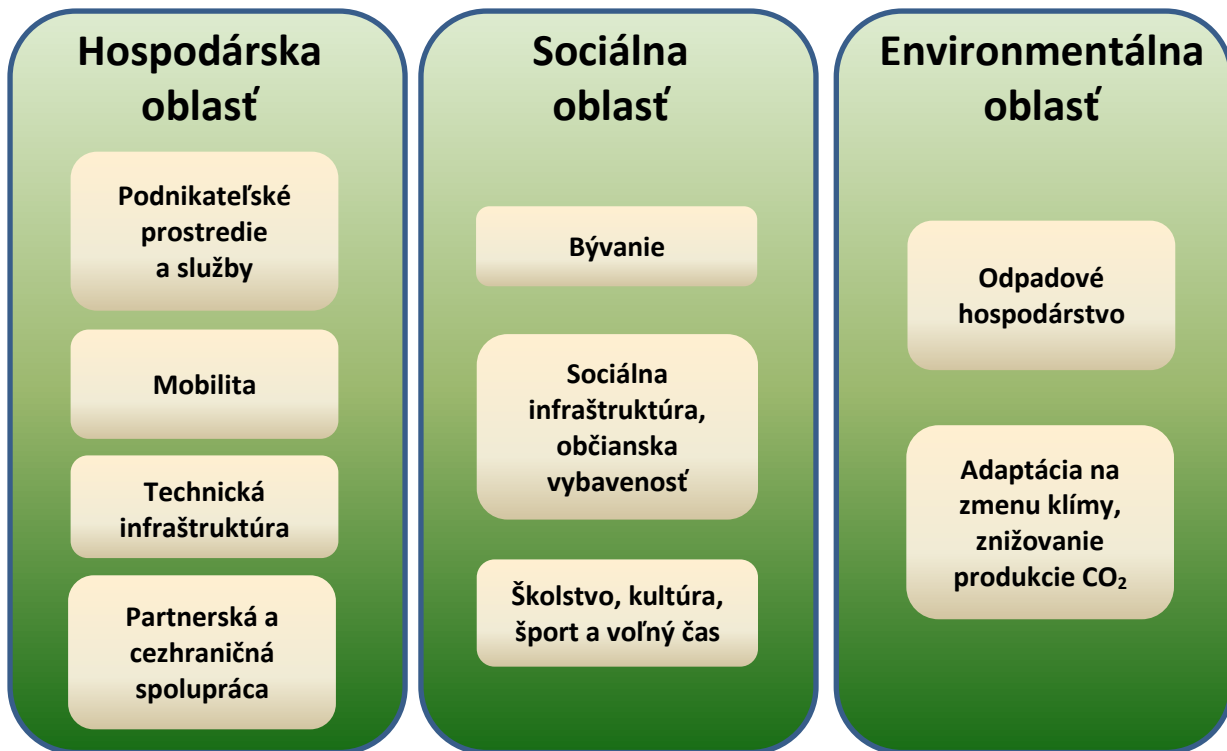 Hospodárska
oblasť
Podnikateľské
prostredie
a služby
Mobilita
Technická
infraštruktúra
Partnerská a
cezhraničná
spolupráca
Sociálna
oblasť
Bývanie
Sociálna
infraštruktúra,
občianska
vybavenosť
Školstvo, kultúra,
šport a voľný čas
Environmentálna
oblasť
Odpadové
hospodárstvo
Adaptácia na
zmenu klímy,
znižovanie
produkcie CO₂